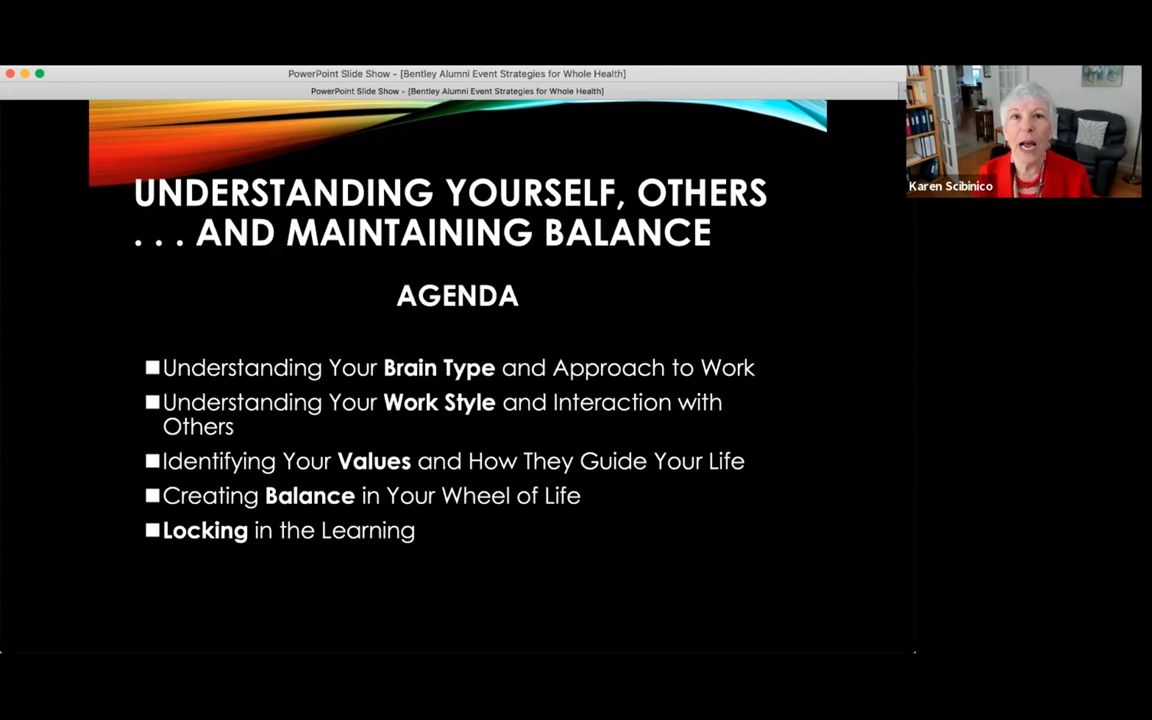 PowerPoint Slide Show - [Bentley Alumni Event Strategies for Whole Health]
PowerPoint Slide Show - [Bentley Alumni Event Strategies for Whole Health]
Karen Scibinico
UNDERSTANDING YOURSELF, OTHERS
. . . AND MAINTAINING BALANCE
AGENDA
Understanding Your Brain Type and Approach to Work
Understanding Your Work Style and Interaction with
Others
Identifying Your Values and How They Guide Your Life
Creating Balance in Your Wheel of Life
Locking in the Learning